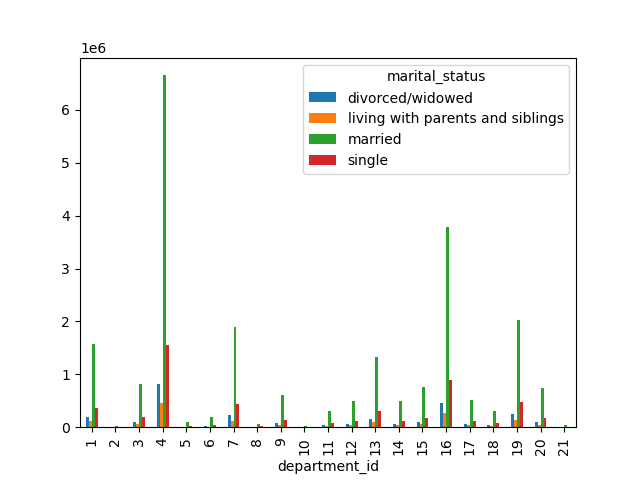 1e6
6
5
4
3
2
1
0
marital_status
divorced/widowed
living with parents and siblings
married
single
1 2 3 4 5 6 7 8 9 10 11 12 13 14 15 16 17 18 19 20 21
department_id